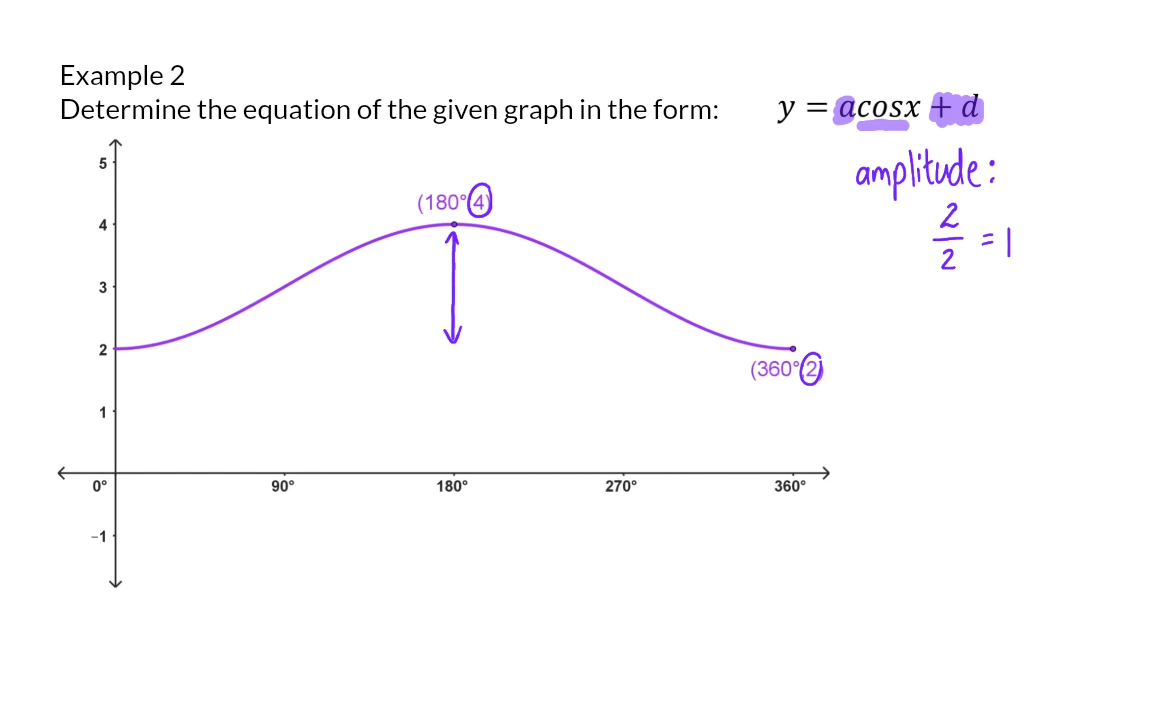 Example 2
Determine the equation of the given graph in the form: y = acosx + d
amplitude:
2/2 = 1
5
(180° 4)
4
3
2
(360° 2)
1
0° 90° 180° 270° 360°
−1